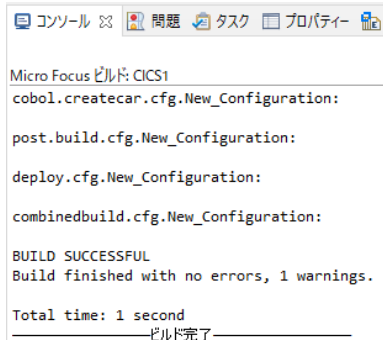 コンソール 問題 タスク プロパティー
Micro Focus ビルド: CICS1
cobol.createcar.cfg.New_Configuration:
post.build.cfg.New_Configuration:
deploy.cfg.New_Configuration:
combinedbuild.cfg.New_Configuration:
BUILD SUCCESSFUL
Build finished with no errors, 1 warnings.
Total time: 1 second
ビルド完了